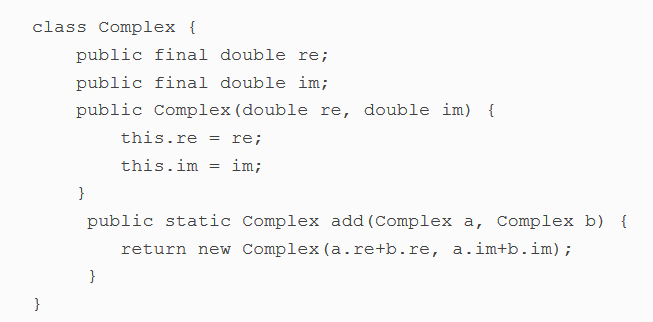 class Complex {
    public final double re;
    public final double im;
    public Complex(double re, double im) {
        this.re = re;
        this.im = im;
    }
     public static Complex add(Complex a, Complex b) {
        return new Complex(a.re+b.re, a.im+b.im);
     }
}